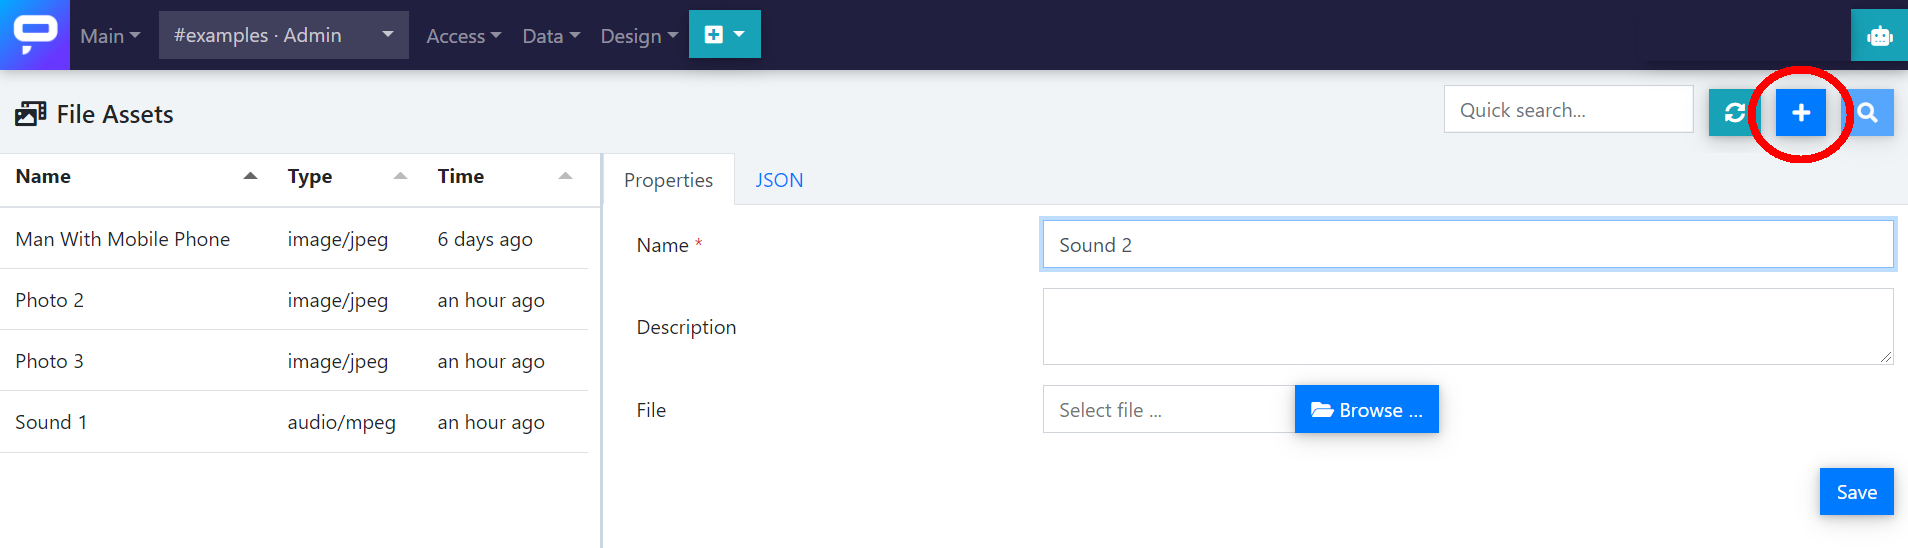 Main #examples · Admin Access Data Design
File Assets Quick search...
Name Type Time Properties JSON
Man With Mobile Phone image/jpeg 6 days ago
Name * Sound 2
Photo 2 image/jpeg an hour ago
Description
Photo 3 image/jpeg an hour ago
File Select file ... Browse ...
Sound 1 audio/mpeg an hour ago
Save